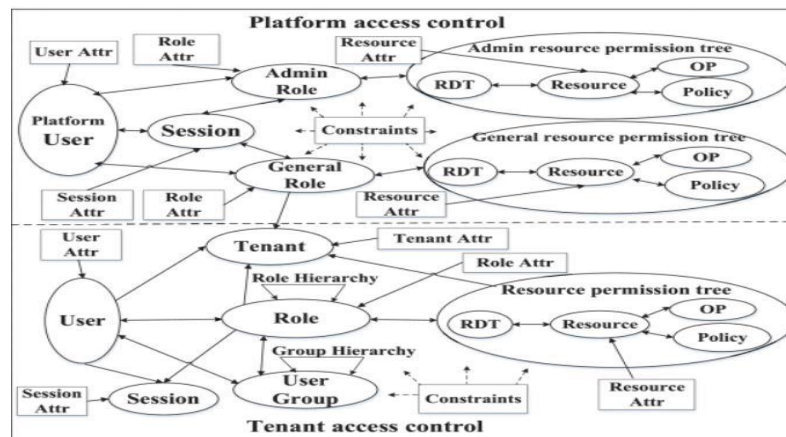 Platform access control
User Attr
Role
Attr
Resource
Attr
Admin resource permission tree
Admin
Role
RDT
Resource
OP
Policy
Platform
User
Session
Constraints
General resource permission tree
General
Role
RDT
Resource
OP
Policy
Session
Attr
Role
Attr
Resource
Attr
User
Attr
Tenant
Tenant Attr
Role Hierarchy
Role Attr
Resource permission tree
User
Role
RDT
Resource
OP
Policy
Group Hierarchy
User
Group
Session
Attr
Session
Constraints
Resource
Attr
Tenant access control